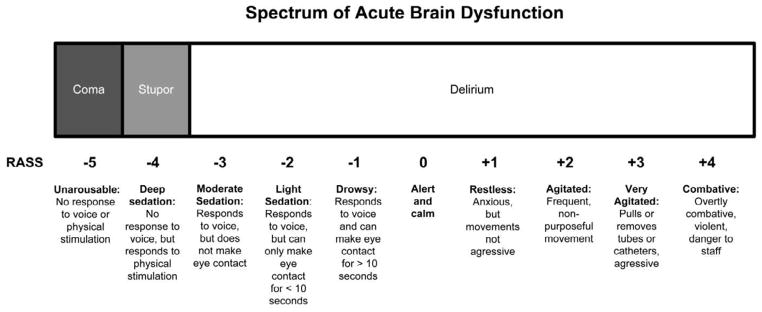 Spectrum of Acute Brain Dysfunction
Coma
Stupor
Delirium
RASS -5 -4 -3 -2 -1 0 +1 +2 +3 +4
Unarousable:
No response
to voice or
physical
stimulation
Deep
sedation:
No
response to
voice, but
responds to
physical
stimulation
Moderate
Sedation:
Responds
to voice,
but does
not make
eye contact
Light
Sedation:
Responds
to voice,
but can
only make
eye
contact
for < 10
seconds
Drowsy:
Responds
to voice
and can
make eye
contact
for > 10
seconds
Alert
and
calm
Restless:
Anxious,
but
movements
not
agressive
Agitated:
Frequent,
non-
purposeful
movement
Very
Agitated:
Pulls or
removes
tubes or
catheters,
agressive
Combative:
Overtly
combative,
violent,
danger to
staff